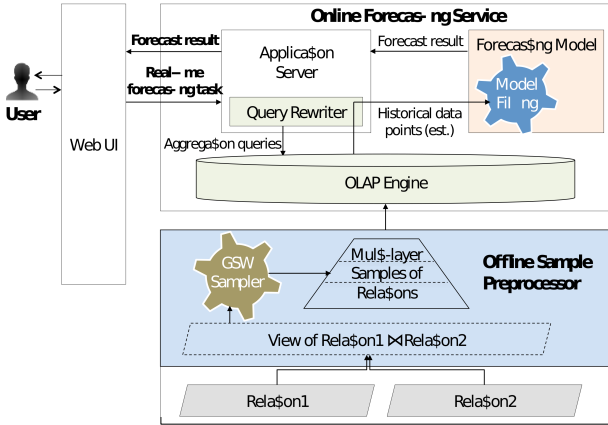 Online Forecas- ng Service
Forecast result
Applica$on
Server
Forecast result
Forecas$ng Model
Real-- me
forecas- ng task
User
Web UI
Query Rewriter
Historical data
points (est.)
Model
Fil ng
Aggrega$on queries
OLAP Engine
GSW
Sampler
Mul$-layer
Samples of
Rela$ons
Offline Sample
Preprocessor
View of Rela$on1 ⋈Rela$on2
Rela$on1
Rela$on2